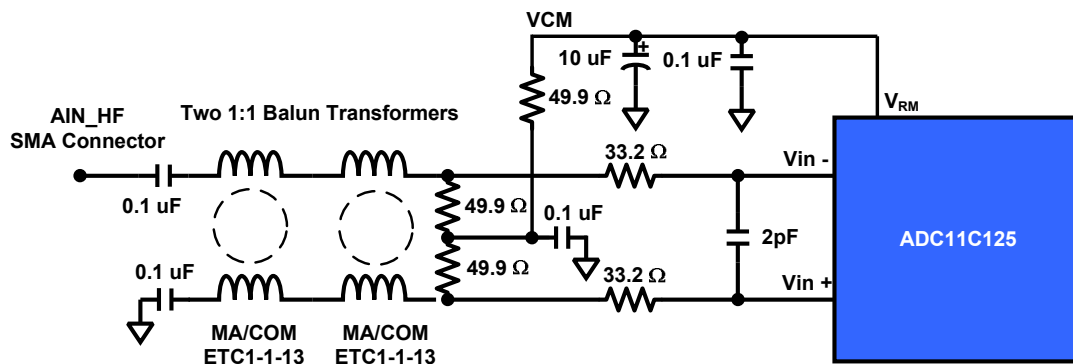 VCM
10 uF
+
0.1 uF
49.9 Ω
V_RM
AIN_HF
SMA Connector
Two 1:1 Balun Transformers
33.2 Ω
Vin -
0.1 uF
49.9 Ω
0.1 uF
2pF
ADC11C125
0.1 uF
49.9 Ω
33.2 Ω
Vin +
MA/COM
ETC1-1-13
MA/COM
ETC1-1-13